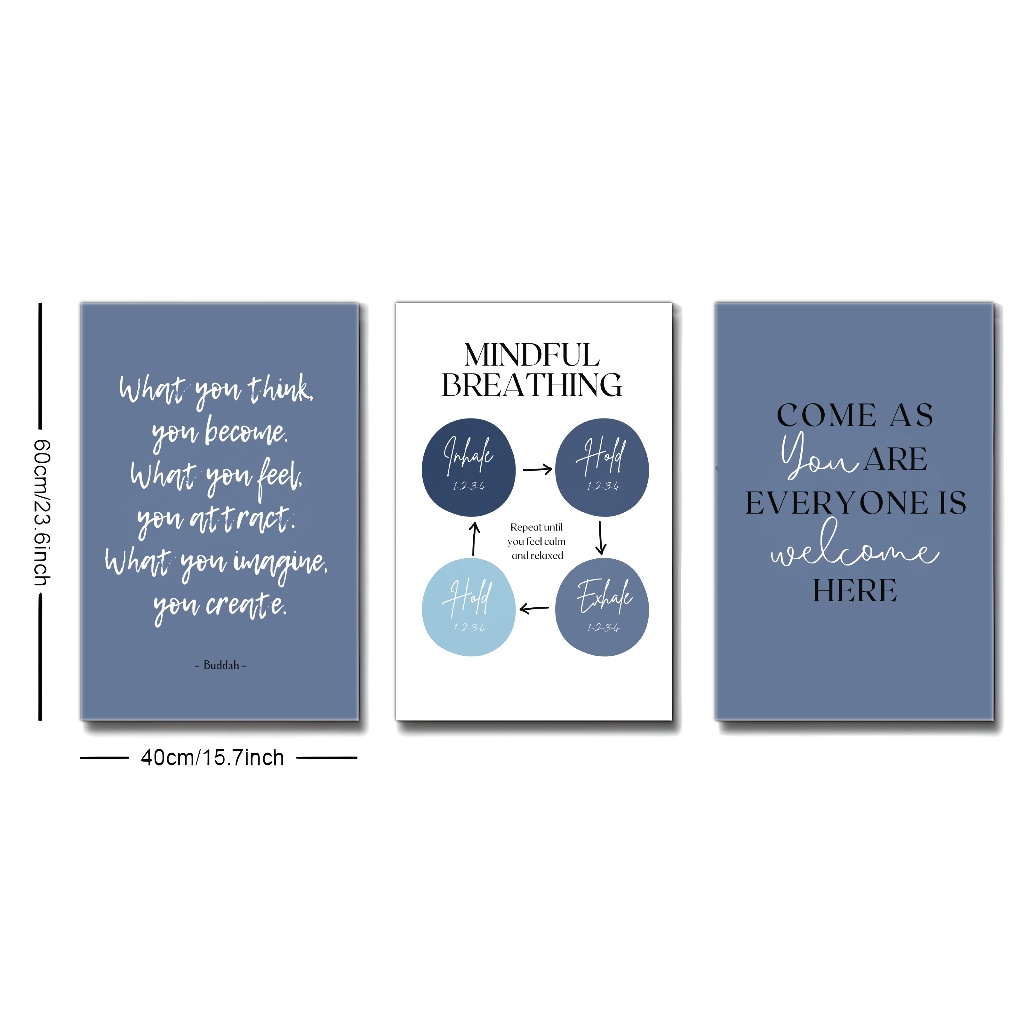 60cm/23.6inch
What you think,
you become.
What you feel,
you attract.
What you imagine,
you create.
- Buddah -
40cm/15.7inch
MINDFUL
BREATHING
Inhale
1-2-3-4
Hold
1-2-3-4
Repeat until
you feel calm
and relaxed
Hold
1-2-3-4
Exhale
1-2-3-4
COME AS
You ARE
EVERYONE IS
welcome
HERE